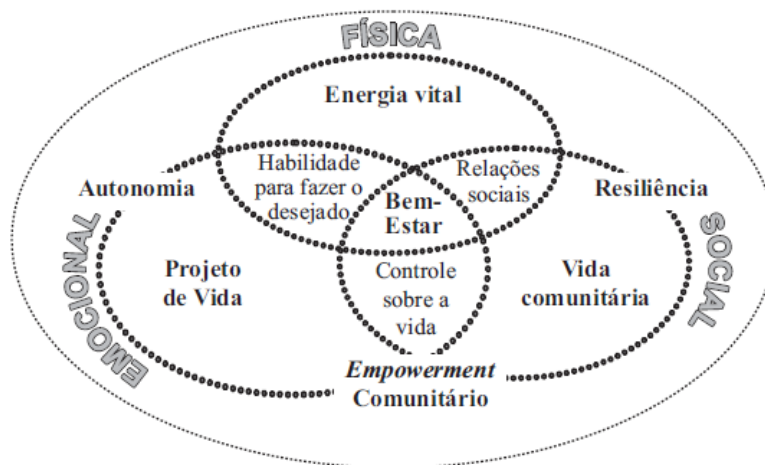 FÍSICA
Energia vital
Habilidade
para fazer o
desejado
Relações
sociais
Autonomia
Bem-
Estar
Resiliência
EMOCIONAL
Projeto
de Vida
Controle
sobre a
vida
Vida
comunitária
SOCIAL
Empowerment
Comunitário